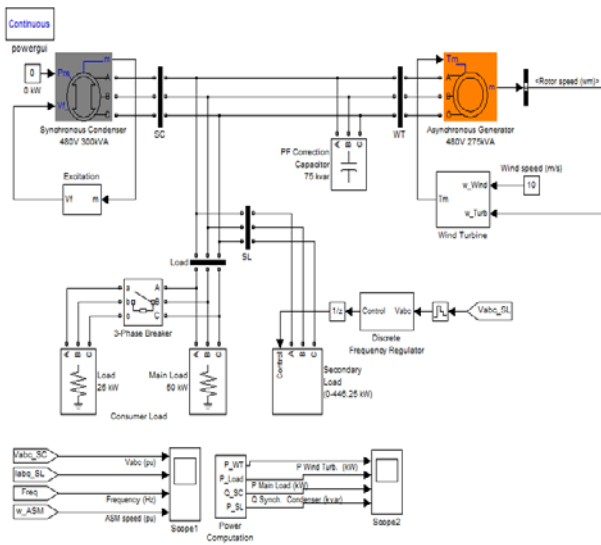 Continuous
powergui
0
0 kW
Pm
Vf
m
A
B
C
Synchronous Condenser
480V 300kVA
SC
Excitation
Vf
m
A B C
PF Correction
Capacitor
75 kvar
WT
Tm
A
B
C
m
Asynchronous Generator
480V 275kVA
<Rotor speed (wm)>
Wind speed (m/s)
10
w_Wind
Tm
w_Turb
Wind Turbine
SL
Load
a
b
c
A
B
C
3-Phase Breaker
A B C
Load
25 kW
A B C
Main Load
50 kW
Consumer Load
Control
A B C
Secondary
Load
(0-446.25 kW)
1/z
Control
Vabc
Discrete
Frequency Regulator
Vabc_SL
Vabc_SC
Iabc_SL
Freq
w_ASM
Vabc (pu)
Frequency (Hz)
ASM speed (pu)
Scope1
P_WT
P_Load
Q_SC
P_SL
Power
Computation
P Wind Turb. (kW)
P Main Load (kW)
Q Synch. Condenser (kvar)
Scope2